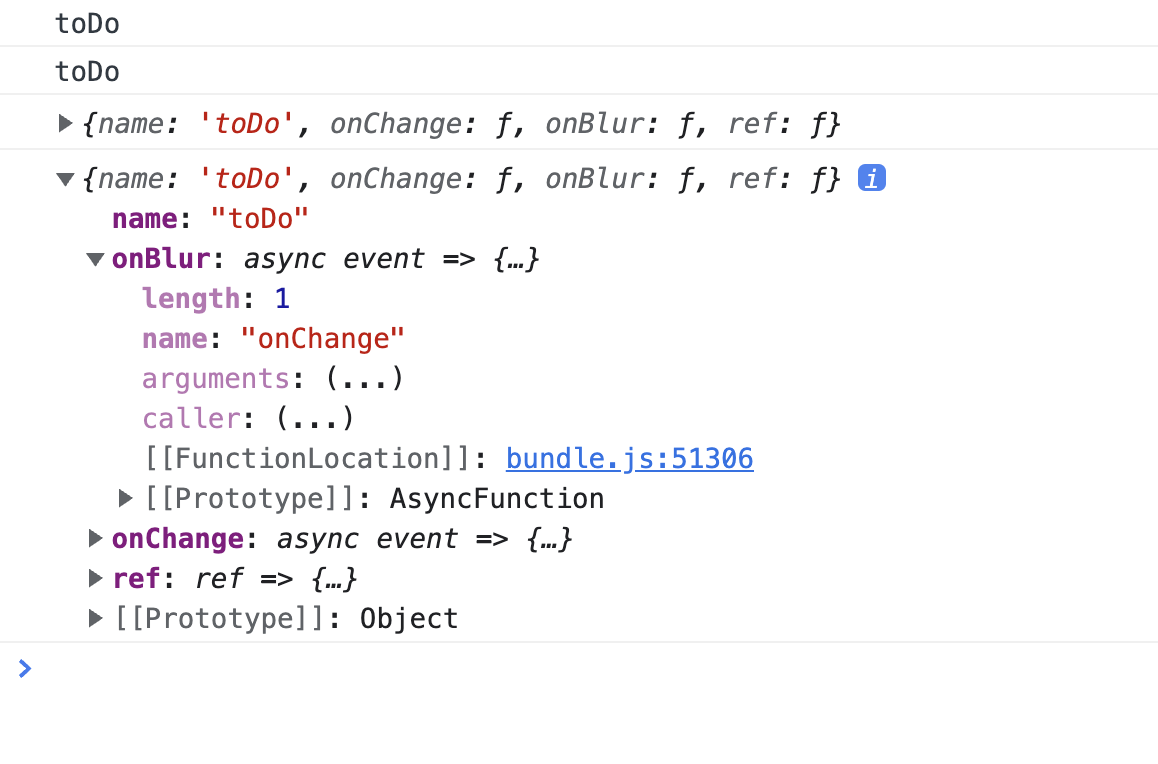 toDo
toDo
▶{name: 'toDo', onChange: ƒ, onBlur: ƒ, ref: ƒ}
▼{name: 'toDo', onChange: ƒ, onBlur: ƒ, ref: ƒ} i
name: "toDo"
▼onBlur: async event => {…}
length: 1
name: "onChange"
arguments: (...)
caller: (...)
[[FunctionLocation]]: bundle.js:51306
▶[[Prototype]]: AsyncFunction
▶onChange: async event => {…}
▶ref: ref => {…}
▶[[Prototype]]: Object
>